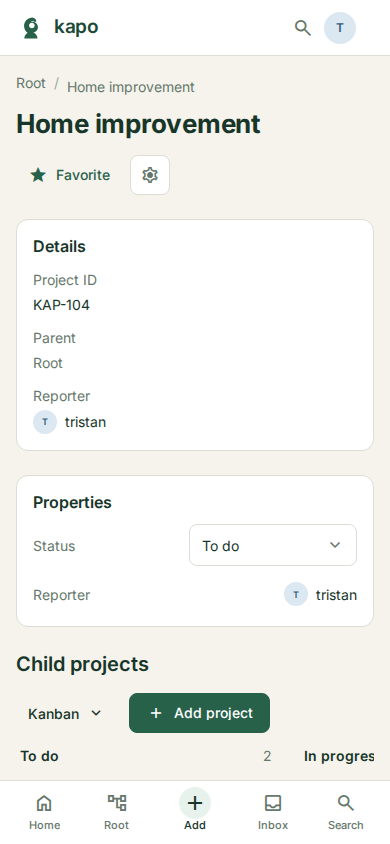 kapo
T
Root / Home improvement
Home improvement
Favorite
Details
Project ID
KAP-104
Parent
Root
Reporter
T tristan
Properties
Status To do
Reporter T tristan
Child projects
Kanban Add project
To do 2 In progres
Home Root Add Inbox Search